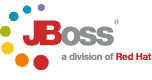 JBoss®
a division of Red Hat